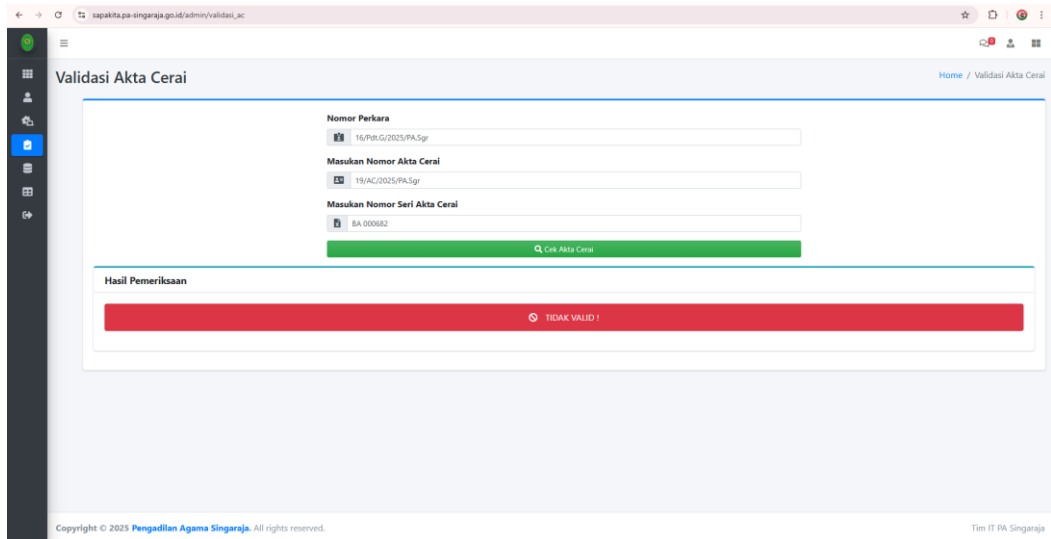 sapakita.pa-singaraja.go.id/admin/validasi_ac
Validasi Akta Cerai
Home / Validasi Akta Cerai
Nomor Perkara
16/Pdt.G/2025/PA.Sgr
Masukan Nomor Akta Cerai
19/AC/2025/PA.Sgr
Masukan Nomor Seri Akta Cerai
BA 000682
Cek Akta Cerai
Hasil Pemeriksaan
TIDAK VALID !
Copyright © 2025 Pengadilan Agama Singaraja. All rights reserved.
Tim IT PA Singaraja